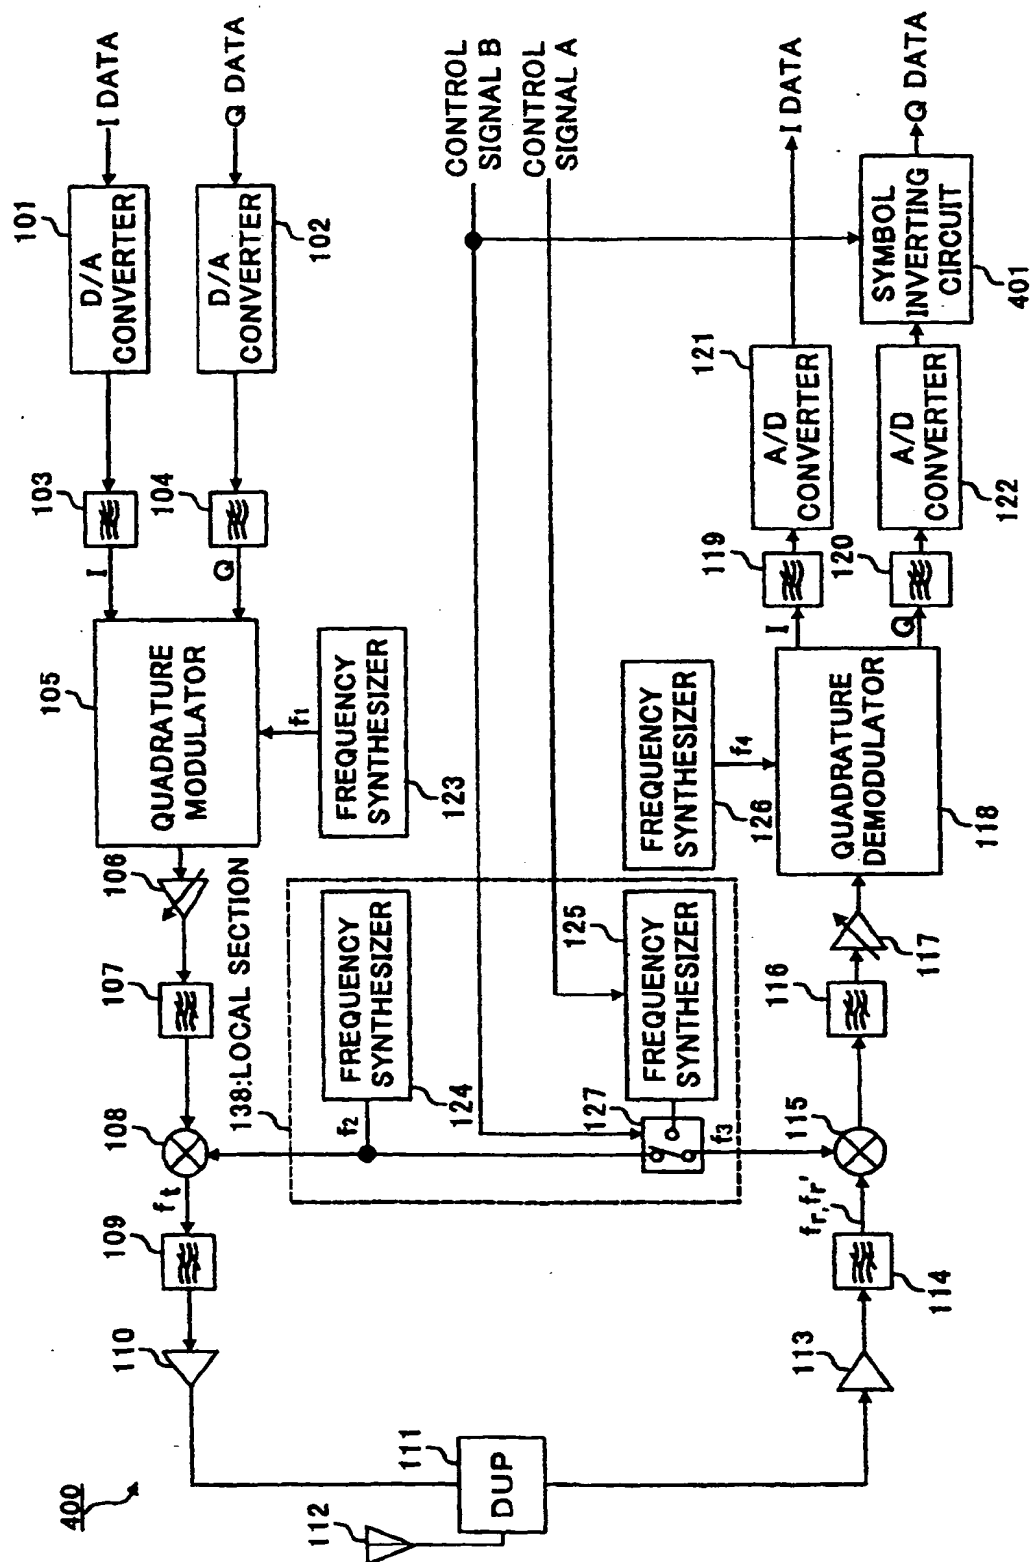 400
112
111
DUP
110
109
ft
108
107
106
105
QUADRATURE
MODULATOR
I
Q
103
104
101
D/A
CONVERTER
D/A
CONVERTER
102
I DATA
Q DATA
f1
FREQUENCY
SYNTHESIZER
123
138:LOCAL SECTION
f2
FREQUENCY
SYNTHESIZER
124
127
f3
FREQUENCY
SYNTHESIZER
125
CONTROL
SIGNAL B
CONTROL
SIGNAL A
FREQUENCY
SYNTHESIZER
126
f4
113
114
fr,fr'
115
116
117
QUADRATURE
DEMODULATOR
118
I
Q
119
120
A/D
CONVERTER
121
A/D
CONVERTER
122
SYMBOL
INVERTING
CIRCUIT
401
I DATA
Q DATA